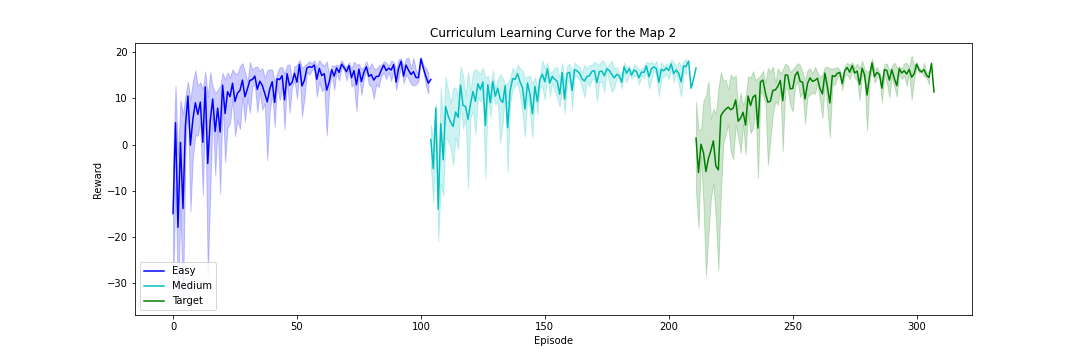 Curriculum Learning Curve for the Map 2
Reward
20
10
0
−10
−20
−30
Easy
Medium
Target
0
50
100
150
200
250
300
Episode